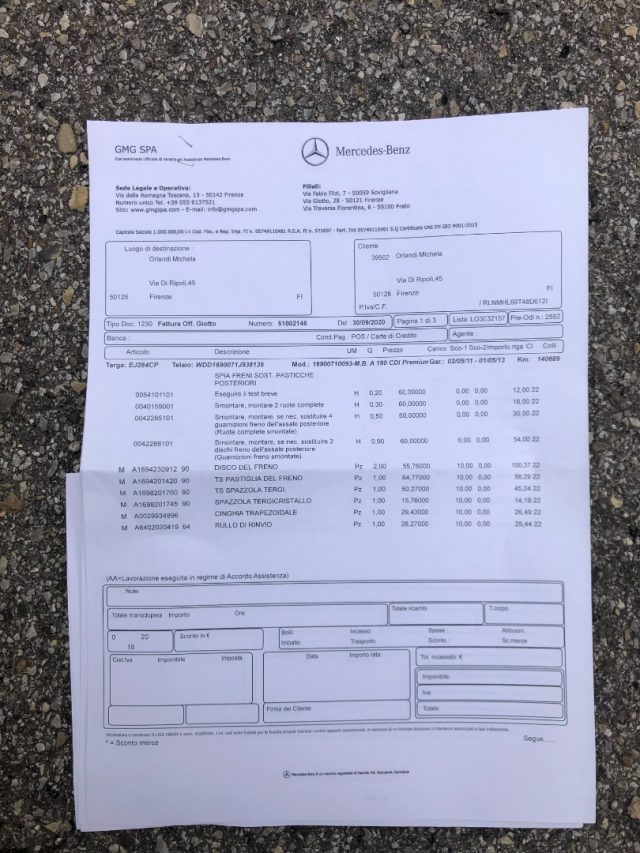 GMG SPA
Concessionaria Ufficiale di Vendita ed Assistenza Mercedes-Benz
Mercedes-Benz
Sede Legale e Operativa:
Via della Romagna Toscana, 13 - 50142 Firenze
Numero unico Tel. +39 055 0137521
Sito: www.gmgspa.com - E-mail: info@gmgspa.com
Filiali:
Via Fabio Filzi, 7 - 50059 Sovigliana
Via Giotto, 28 - 50121 Firenze
Via Traversa Fiorentina, 8 - 59100 Prato
Luogo di destinazione :
Orlandi Michela
Via Di Ripoli,45
50126 Firenze FI
Cliente
39502 Orlandi Michela
Via Di Ripoli,45
50126 Firenze FI
P.Iva/C.F:
Tipo Doc. 1230 Fattura Off. Giotto Numero: 51002146 Del 30/09/2020 Pagina 1 di 3 Lista: LO3C32157 Pre-Odl n.: 2552
Banca : Cond.Pag : POS / Carte di Credito Agente :
Articolo Descrizione UM Q Prezzo Carico Sco-1 Sco-2 Importo riga CI Colli
Targa: EJ284CP Telaio: WDD1690071J938136 Mod.: 16900710093-M.B. A 180 CDI Premium Gar.: 02/05/11 - 01/05/13 Km: 140689
SPIA FRENI SOST. PASTICCHE
POSTERIORI
0054101101 Eseguire il test breve H 0,20 60,00000 0,00 0,00 12,00 22
0040159001 Smontare, montare 2 ruote complete H 0,30 60,00000 0,00 0,00 18,00 22
0042285101 Smontare, montare, se nec. sostituire 4 H 0,50 60,00000 0,00 0,00 30,00 22
guarnizioni freno dell'assale posteriore
(Ruote complete smontate)
0042288101 Smontare, montare, se nec. sostituire 2 H 0,90 60,00000 0,00 0,00 54,00 22
dischi freno dell'assale posteriore
(Guarnizioni freno smontate)
M A1694230912 90 DISCO DEL FRENO Pz 2,00 55,76000 10,00 0,00 100,37 22
M A1694201420 90 TS PASTIGLIA DEL FRENO Pz 1,00 64,77000 10,00 0,00 58,29 22
M A1698201700 90 TS SPAZZOLA TERGI. Pz 1,00 50,27000 10,00 0,00 45,24 22
M A1698201745 90 SPAZZOLA TERGICRISTALLO Pz 1,00 15,76000 10,00 0,00 14,18 22
M A0029934896 CINGHIA TRAPEZOIDALE Pz 1,00 29,43000 10,00 0,00 26,49 22
M A6402020419 64 RULLO DI RINVIO Pz 1,00 28,27000 10,00 0,00 25,44 22
(AA=Lavorazione eseguita in regime di Accordo Assistenza)
Note:
Totale manodopera Importo: Ore: Totale ricambi T.corpo.
0 20 Sconto in € Bolli: Incasso: Spese : Abbuoni:
18 Imballo: Trasporto Sconto : Sc.merce
Cod.Iva Imponibile Imposta Data Importo rata: Tot. incassato: €
Imponibile:
Iva:
Firma del Cliente Totale:
* = Sconto merce Segue......
Mercedes-Benz è un marchio registrato di Daimler AG, Stoccarda, Germania